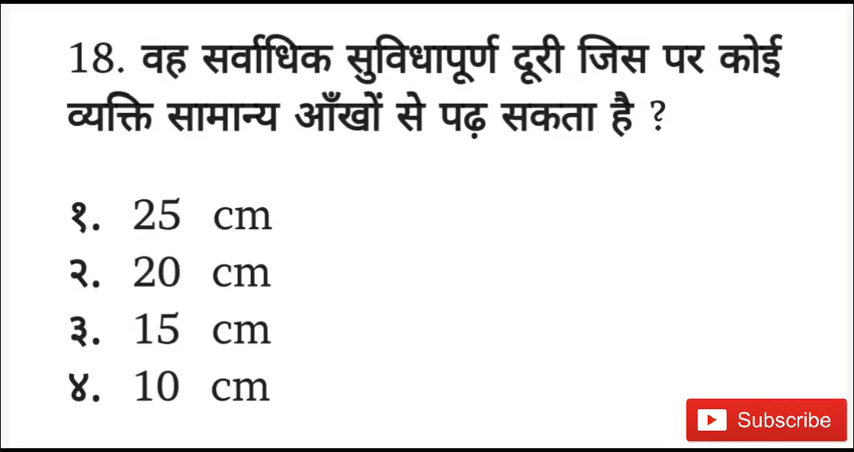 18. वह सर्वाधिक सुविधापूर्ण दूरी जिस पर कोई
व्यक्ति सामान्य आँखों से पढ़ सकता है ?
१. 25 cm
२. 20 cm
३. 15 cm
४. 10 cm
Subscribe